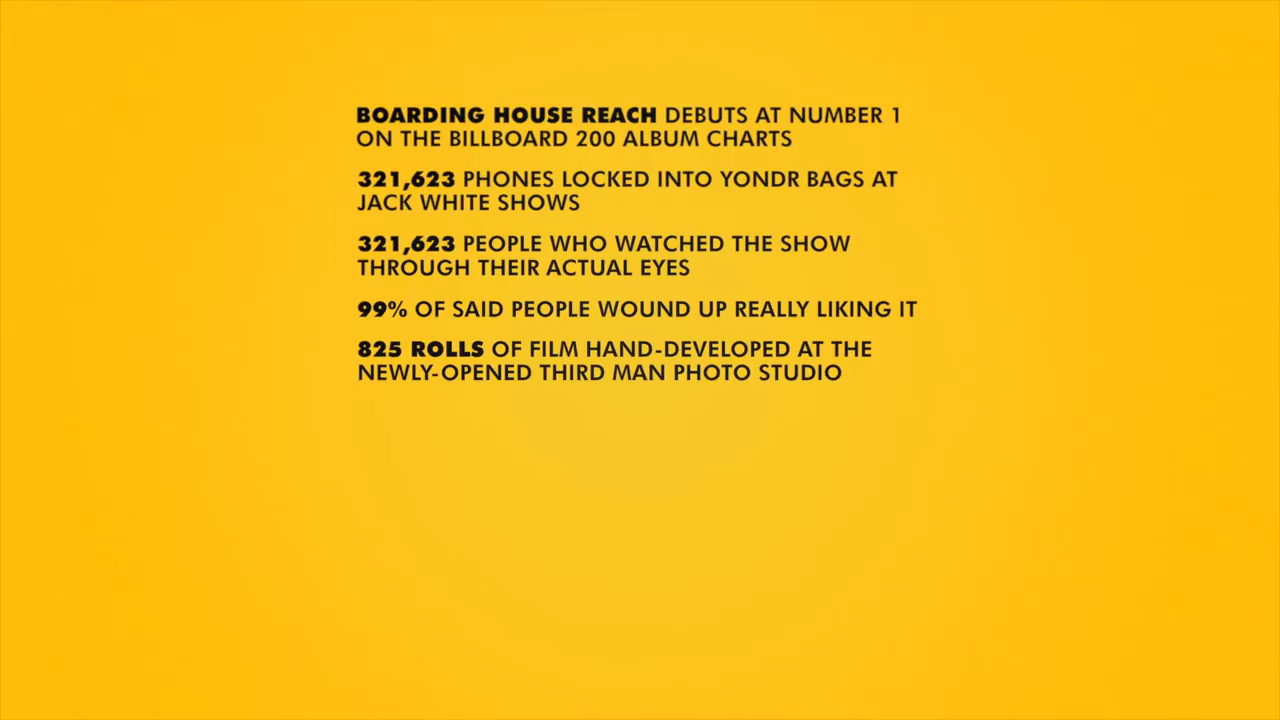 BOARDING HOUSE REACH DEBUTS AT NUMBER 1
ON THE BILLBOARD 200 ALBUM CHARTS
321,623 PHONES LOCKED INTO YONDR BAGS AT
JACK WHITE SHOWS
321,623 PEOPLE WHO WATCHED THE SHOW
THROUGH THEIR ACTUAL EYES
99% OF SAID PEOPLE WOUND UP REALLY LIKING IT
825 ROLLS OF FILM HAND-DEVELOPED AT THE
NEWLY-OPENED THIRD MAN PHOTO STUDIO